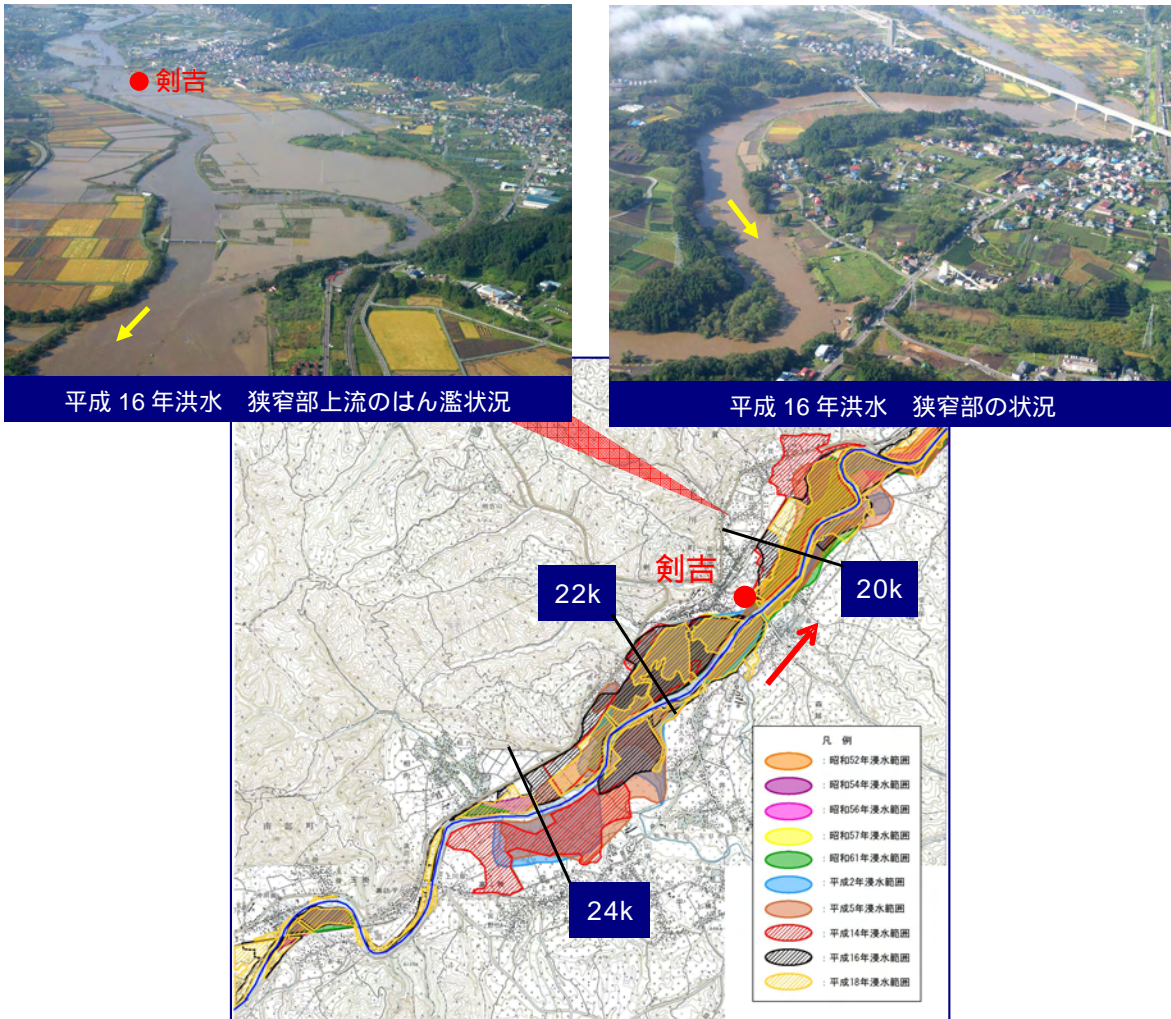 剣吉
平成 16 年洪水 狭窄部上流のはん濫状況
平成 16 年洪水 狭窄部の状況
剣吉
22k
20k
24k
南部町
凡 例
: 昭和52年浸水範囲
: 昭和54年浸水範囲
: 昭和56年浸水範囲
: 昭和57年浸水範囲
: 昭和61年浸水範囲
: 平成2年浸水範囲
: 平成5年浸水範囲
: 平成14年浸水範囲
: 平成16年浸水範囲
: 平成18年浸水範囲